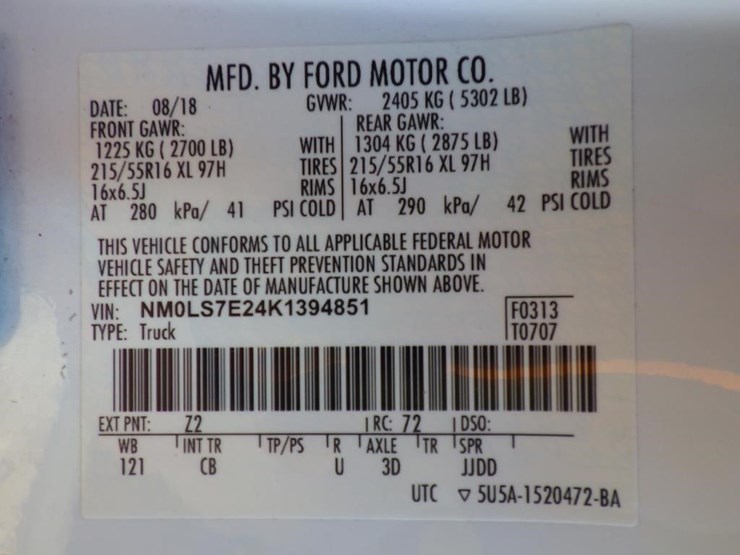 MFD. BY FORD MOTOR CO.
DATE: 08/18 GVWR: 2405 KG ( 5302 LB)
FRONT GAWR: REAR GAWR:
1225 KG ( 2700 LB) WITH 1304 KG ( 2875 LB) WITH
215/55R16 XL 97H TIRES 215/55R16 XL 97H TIRES
16x6.5J RIMS 16x6.5J RIMS
AT 280 kPa/ 41 PSI COLD AT 290 kPa/ 42 PSI COLD
THIS VEHICLE CONFORMS TO ALL APPLICABLE FEDERAL MOTOR
VEHICLE SAFETY AND THEFT PREVENTION STANDARDS IN
EFFECT ON THE DATE OF MANUFACTURE SHOWN ABOVE.
VIN: NM0LS7E24K1394851 F0313
TYPE: Truck T0707
EXT PNT: Z2 RC: 72 DSO:
WB INT TR TP/PS R AXLE TR SPR
121 CB U 3D JJDD
UTC ▽ 5U5A-1520472-BA